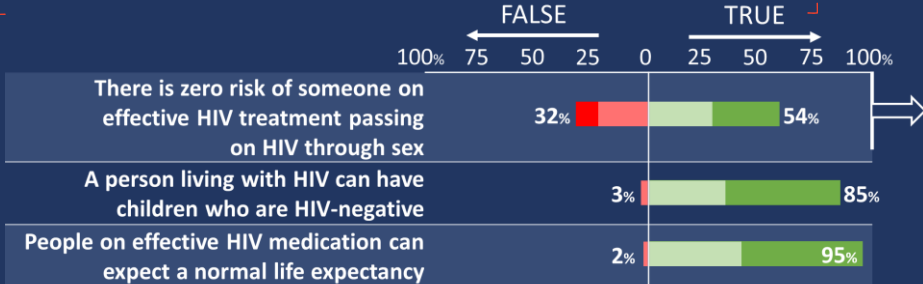 FALSE TRUE
100% 75 50 25 0 25 50 75 100%
There is zero risk of someone on
effective HIV treatment passing
on HIV through sex
32% 54%
A person living with HIV can have
children who are HIV-negative
3% 85%
People on effective HIV medication can
expect a normal life expectancy
2% 95%